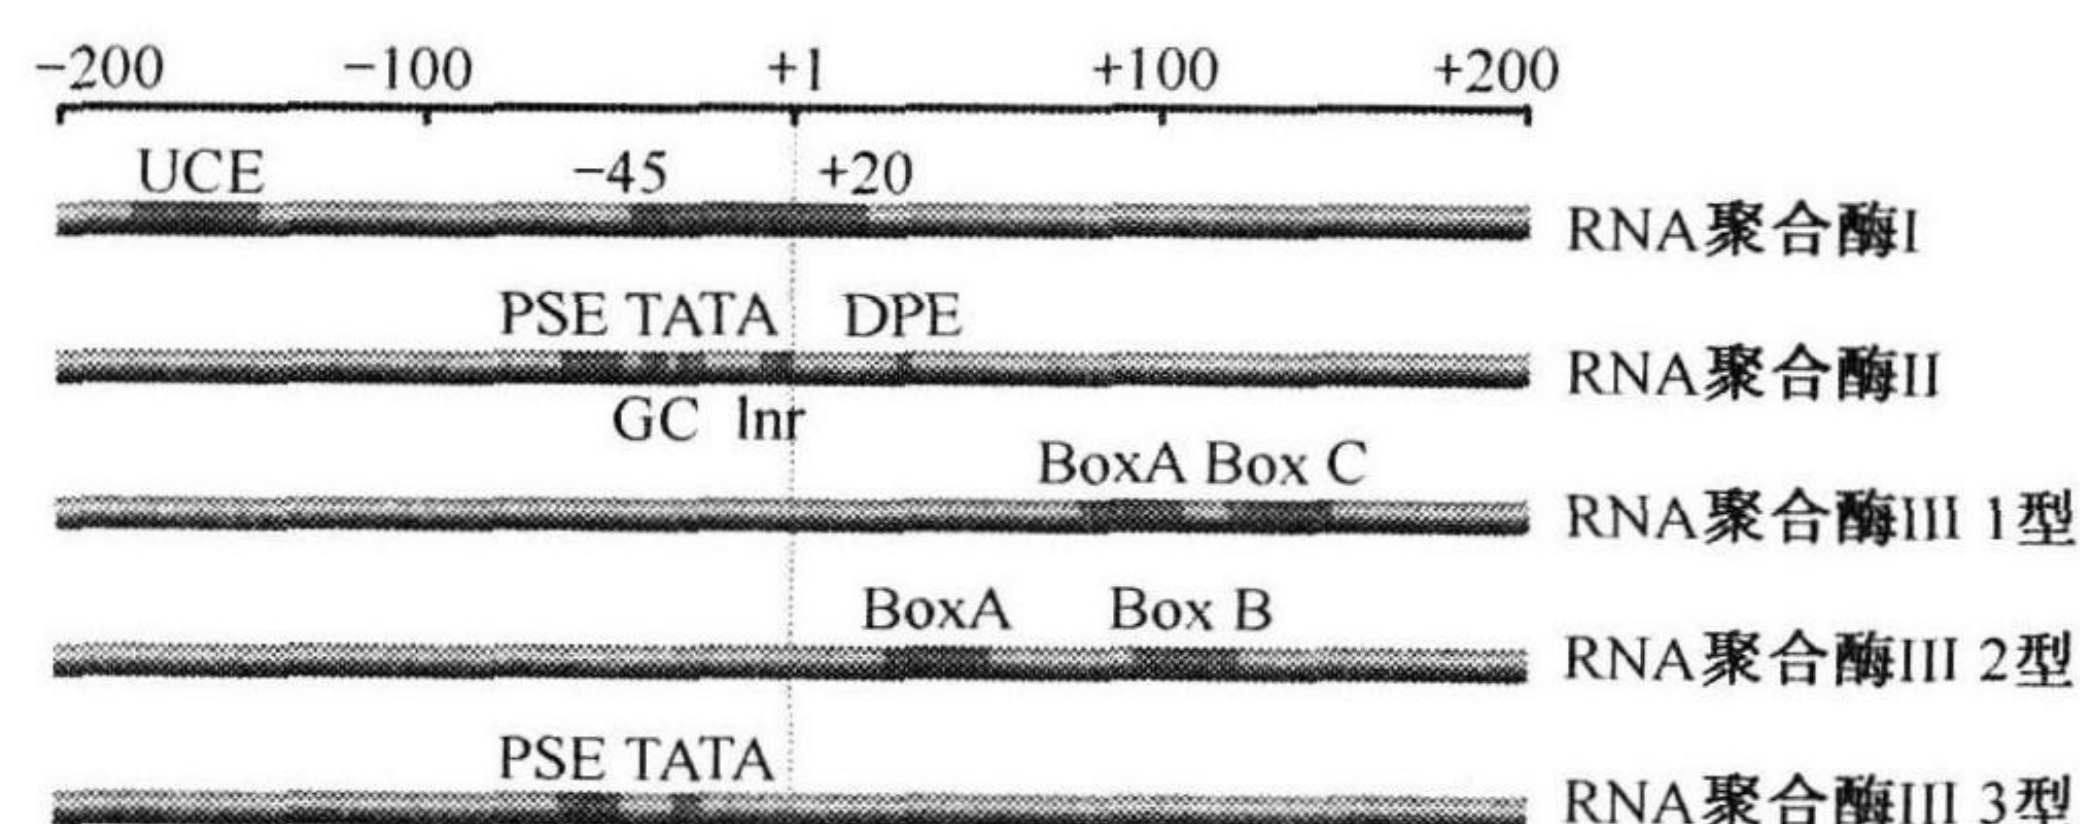 −200 −100 +1 +100 +200
UCE −45 +20
RNA聚合酶I
PSE TATA DPE
RNA聚合酶II
GC Inr
BoxA Box C
RNA聚合酶III 1型
BoxA Box B
RNA聚合酶III 2型
PSE TATA
RNA聚合酶III 3型